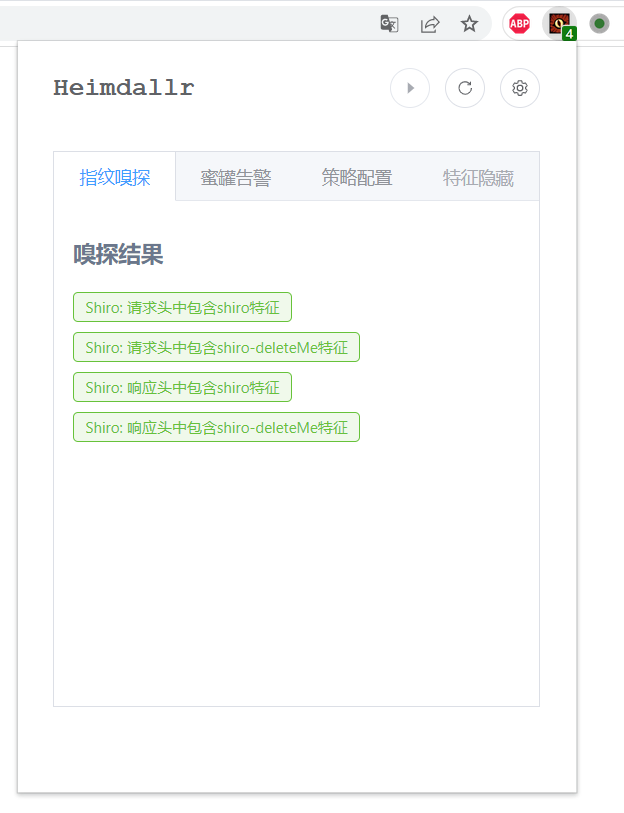 ABP
4
Heimdallr
指纹嗅探 蜜罐告警 策略配置 特征隐藏
嗅探结果
Shiro: 请求头中包含shiro特征
Shiro: 请求头中包含shiro-deleteMe特征
Shiro: 响应头中包含shiro特征
Shiro: 响应头中包含shiro-deleteMe特征